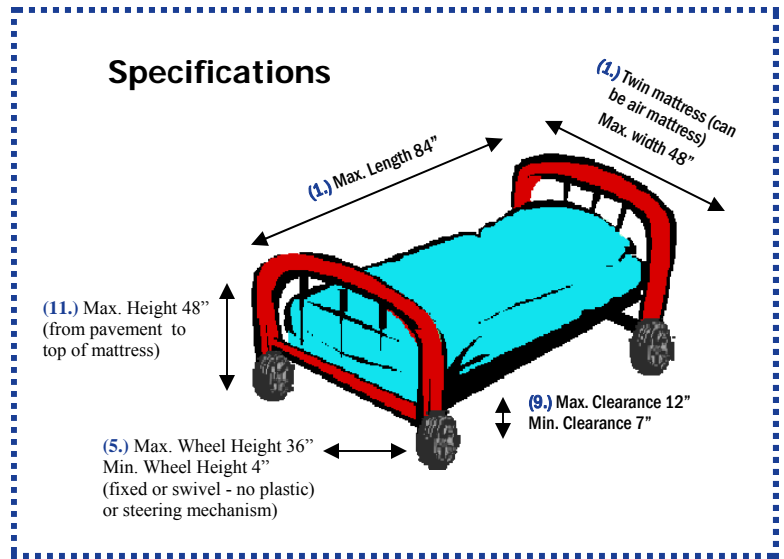 Specifications
(1.) Twin mattress (can
be air mattress)
Max. width 48”
(1.) Max. Length 84”
(11.) Max. Height 48”
(from pavement to
top of mattress)
(9.) Max. Clearance 12”
Min. Clearance 7”
(5.) Max. Wheel Height 36”
Min. Wheel Height 4”
(fixed or swivel - no plastic)
or steering mechanism)